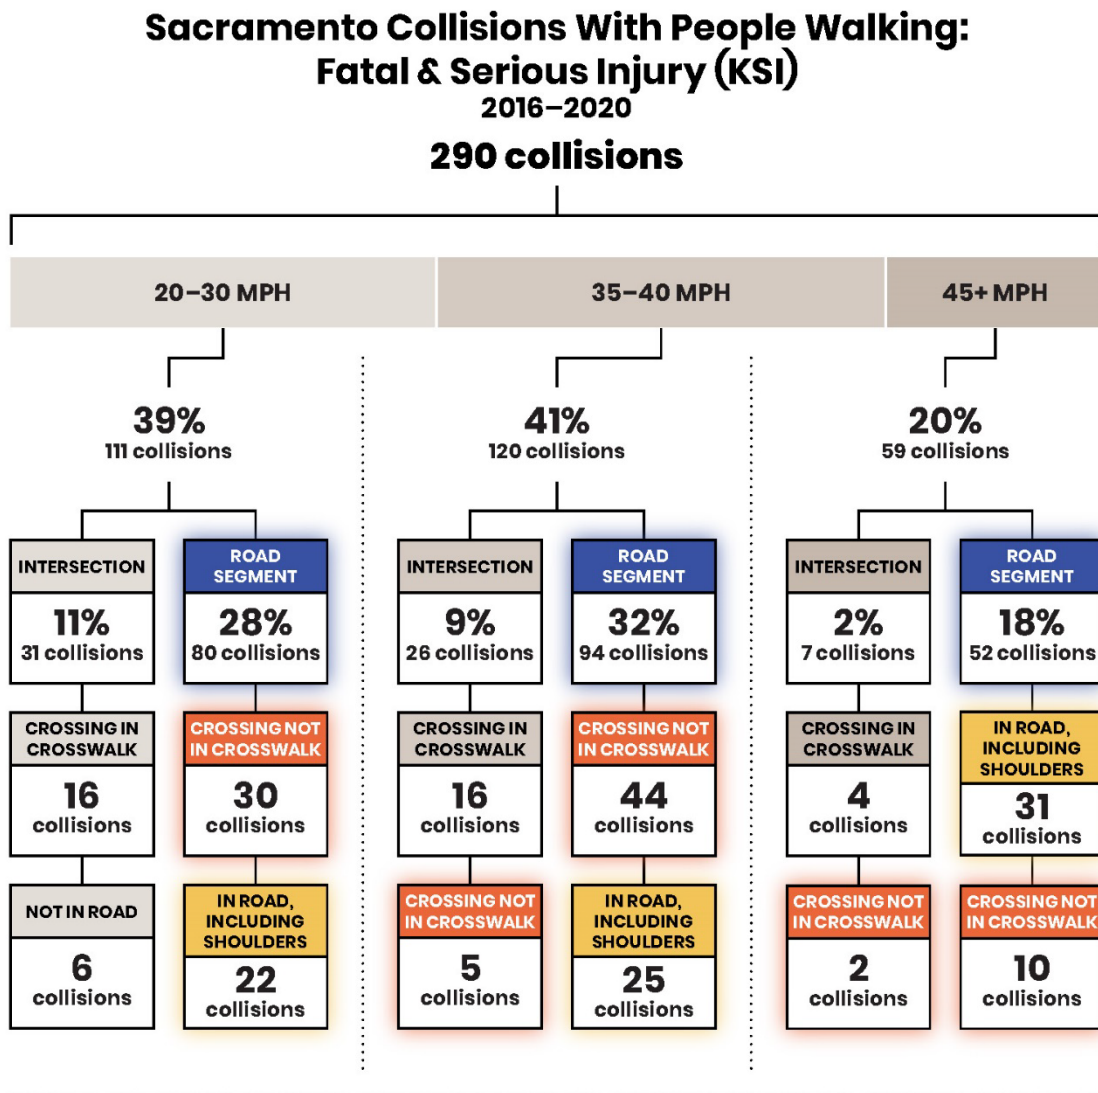 Sacramento Collisions With People Walking:
Fatal & Serious Injury (KSI)
2016–2020
290 collisions
20–30 MPH
35–40 MPH
45+ MPH
39%
111 collisions
41%
120 collisions
20%
59 collisions
INTERSECTION
11%
31 collisions
ROAD
SEGMENT
28%
80 collisions
INTERSECTION
9%
26 collisions
ROAD
SEGMENT
32%
94 collisions
INTERSECTION
2%
7 collisions
ROAD
SEGMENT
18%
52 collisions
CROSSING IN
CROSSWALK
16
collisions
CROSSING NOT
IN CROSSWALK
30
collisions
CROSSING IN
CROSSWALK
16
collisions
CROSSING NOT
IN CROSSWALK
44
collisions
CROSSING IN
CROSSWALK
4
collisions
IN ROAD,
INCLUDING
SHOULDERS
31
collisions
NOT IN ROAD
6
collisions
IN ROAD,
INCLUDING
SHOULDERS
22
collisions
CROSSING NOT
IN CROSSWALK
5
collisions
IN ROAD,
INCLUDING
SHOULDERS
25
collisions
CROSSING NOT
IN CROSSWALK
2
collisions
CROSSING NOT
IN CROSSWALK
10
collisions